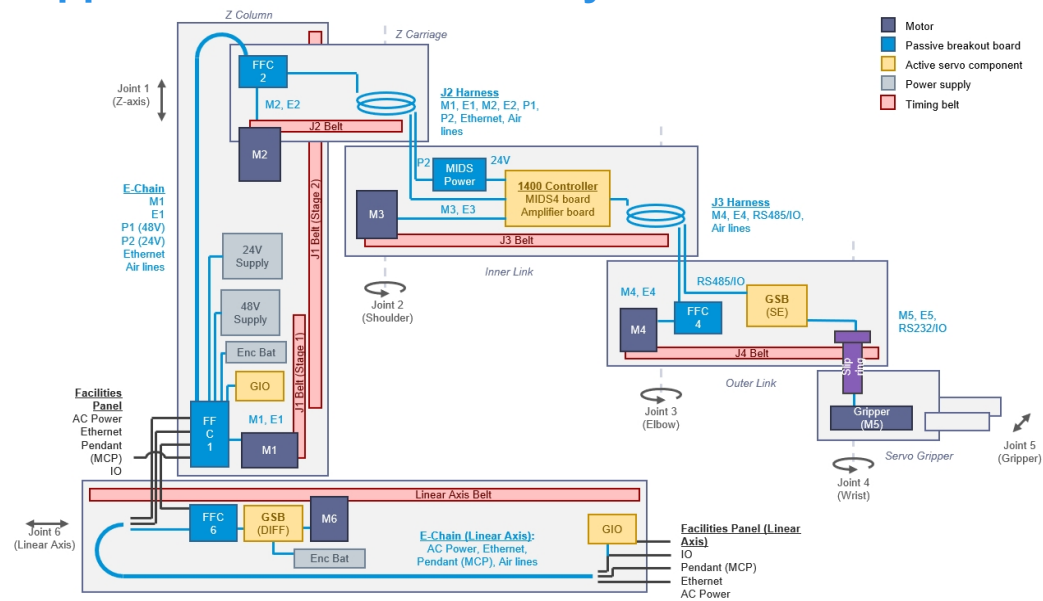 Z Column
Z Carriage
Motor
Passive breakout board
Active servo component
Power supply
Timing belt
Joint 1
(Z-axis)
FFC
2
M2, E2
J2 Harness
M1, E1, M2, E2, P1,
P2, Ethernet, Air
lines
J2 Belt
M2
E-Chain
M1
E1
P1 (48V)
P2 (24V)
Ethernet
Air lines
J1 Belt (Stage 2)
P2
MIDS
Power
24V
1400 Controller
MIDS4 board
Amplifier board
M3
M3, E3
J3 Belt
J3 Harness
M4, E4, RS485/IO,
Air lines
Inner Link
Joint 2
(Shoulder)
24V
Supply
48V
Supply
Enc Bat
GIO
J1 Belt (Stage 1)
M4, E4
RS485/IO
GSB
(SE)
FFC
4
M4
M5, E5,
RS232/IO
J4 Belt
Slip
ring
Outer Link
Joint 3
(Elbow)
Gripper
(M5)
Servo Gripper
Joint 4
(Wrist)
Joint 5
(Gripper)
Facilities
Panel
AC Power
Ethernet
Pendant
(MCP)
IO
FF
C
1
M1, E1
M1
Linear Axis Belt
Joint 6
(Linear Axis)
FFC
6
GSB
(DIFF)
M6
Enc Bat
E-Chain (Linear Axis):
AC Power, Ethernet,
Pendant (MCP), Air lines
GIO
Facilities Panel (Linear
Axis)
IO
Pendant (MCP)
Ethernet
AC Power